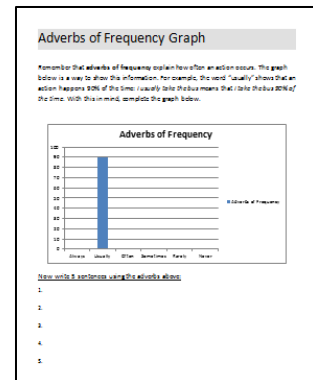 Adverbs of Frequency Graph
Remember that adverbs of frequency explain how often an action occurs. The graph
below is a way to show this information. For example, the word "usually" shows that an
action happens 90% of the time: I usually take the bus means that I take the bus 90% of
the time. With this in mind, complete the graph below.
Adverbs of Frequency
100
90
80
70
60
50
40
30
20
10
0
Always Usually Often Sometimes Rarely Never
Adverbs of Frequency
Now write 5 sentences using the adverbs above:
1.
2.
3.
4.
5.